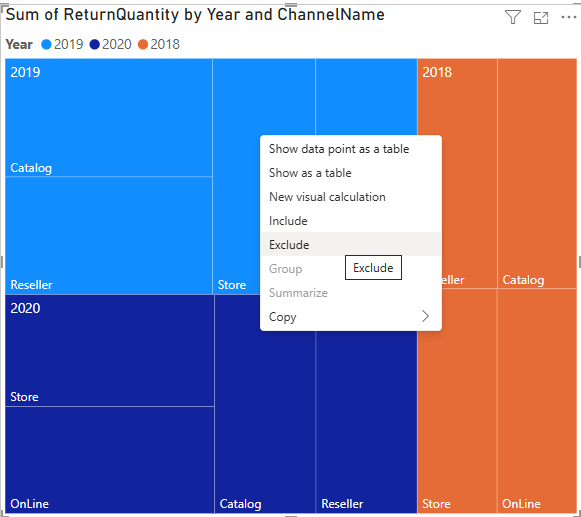 Sum of ReturnQuantity by Year and ChannelName
Year 2019 2020 2018
2019
2018
Catalog
Show data point as a table
Show as a table
New visual calculation
Include
Exclude
Group
Exclude
Summarize
Copy
Reseller
Store
eller
Catalog
2020
Store
OnLine
Catalog
Reseller
Store
OnLine